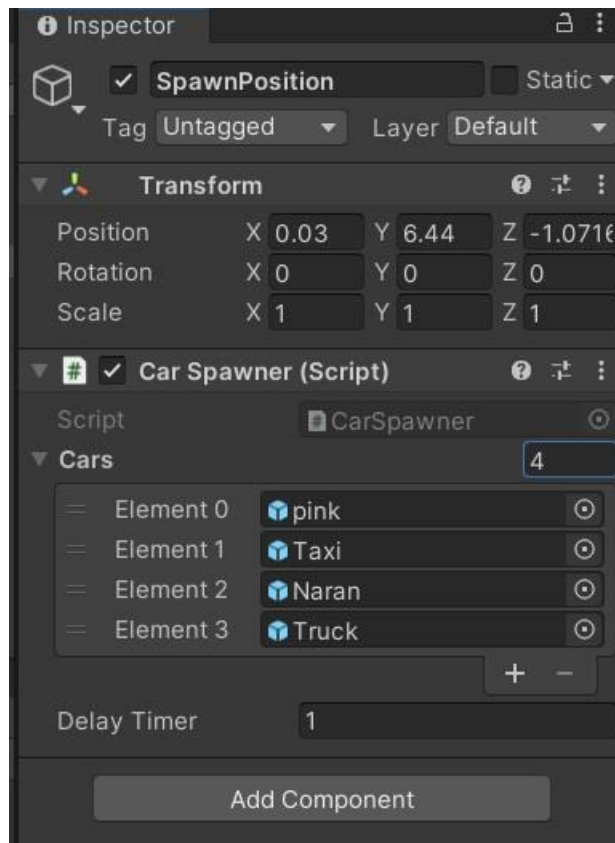 Inspector
SpawnPosition Static
Tag Untagged Layer Default
Transform
Position X 0.03 Y 6.44 Z -1.0716
Rotation X 0 Y 0 Z 0
Scale X 1 Y 1 Z 1
# Car Spawner (Script)
Script CarSpawner
Cars 4
Element 0 pink
Element 1 Taxi
Element 2 Naran
Element 3 Truck
+ −
Delay Timer 1
Add Component